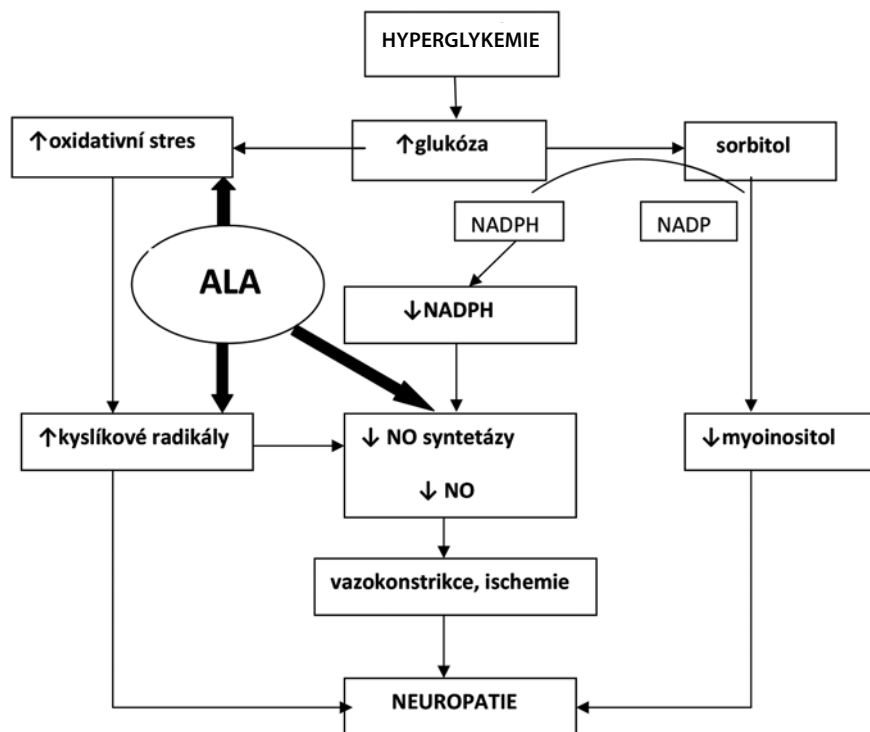 HYPERGLYKEMIE
↑oxidativní stres
↑glukóza
sorbitol
NADPH
NADP
ALA
↓NADPH
↑kyslíkové radikály
↓ NO syntetázy
↓ NO
↓myoinositol
vazokonstrikce, ischemie
NEUROPATIE